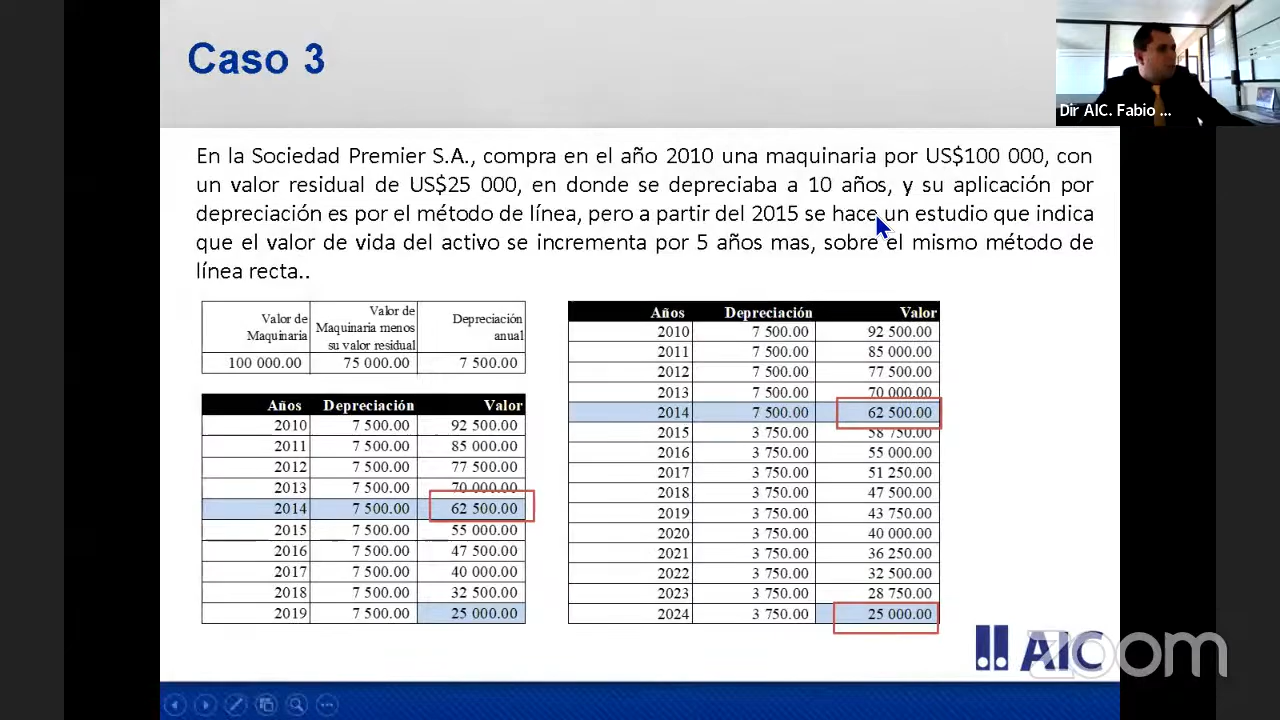 Caso 3
Dir AIC. Fabio ...
En la Sociedad Premier S.A., compra en el año 2010 una maquinaria por US$100 000, con
un valor residual de US$25 000, en donde se depreciaba a 10 años, y su aplicación por
depreciación es por el método de línea, pero a partir del 2015 se hace un estudio que indica
que el valor de vida del activo se incrementa por 5 años mas, sobre el mismo método de
línea recta..
Valor de Maquinaria Valor de Maquinaria menos su valor residual Depreciación anual
100 000.00 75 000.00 7 500.00
Años Depreciación Valor
2010 7 500.00 92 500.00
2011 7 500.00 85 000.00
2012 7 500.00 77 500.00
2013 7 500.00 70 000.00
2014 7 500.00 62 500.00
2015 7 500.00 55 000.00
2016 7 500.00 47 500.00
2017 7 500.00 40 000.00
2018 7 500.00 32 500.00
2019 7 500.00 25 000.00
Años Depreciación Valor
2010 7 500.00 92 500.00
2011 7 500.00 85 000.00
2012 7 500.00 77 500.00
2013 7 500.00 70 000.00
2014 7 500.00 62 500.00
2015 3 750.00 58 750.00
2016 3 750.00 55 000.00
2017 3 750.00 51 250.00
2018 3 750.00 47 500.00
2019 3 750.00 43 750.00
2020 3 750.00 40 000.00
2021 3 750.00 36 250.00
2022 3 750.00 32 500.00
2023 3 750.00 28 750.00
2024 3 750.00 25 000.00
AIC
zoom